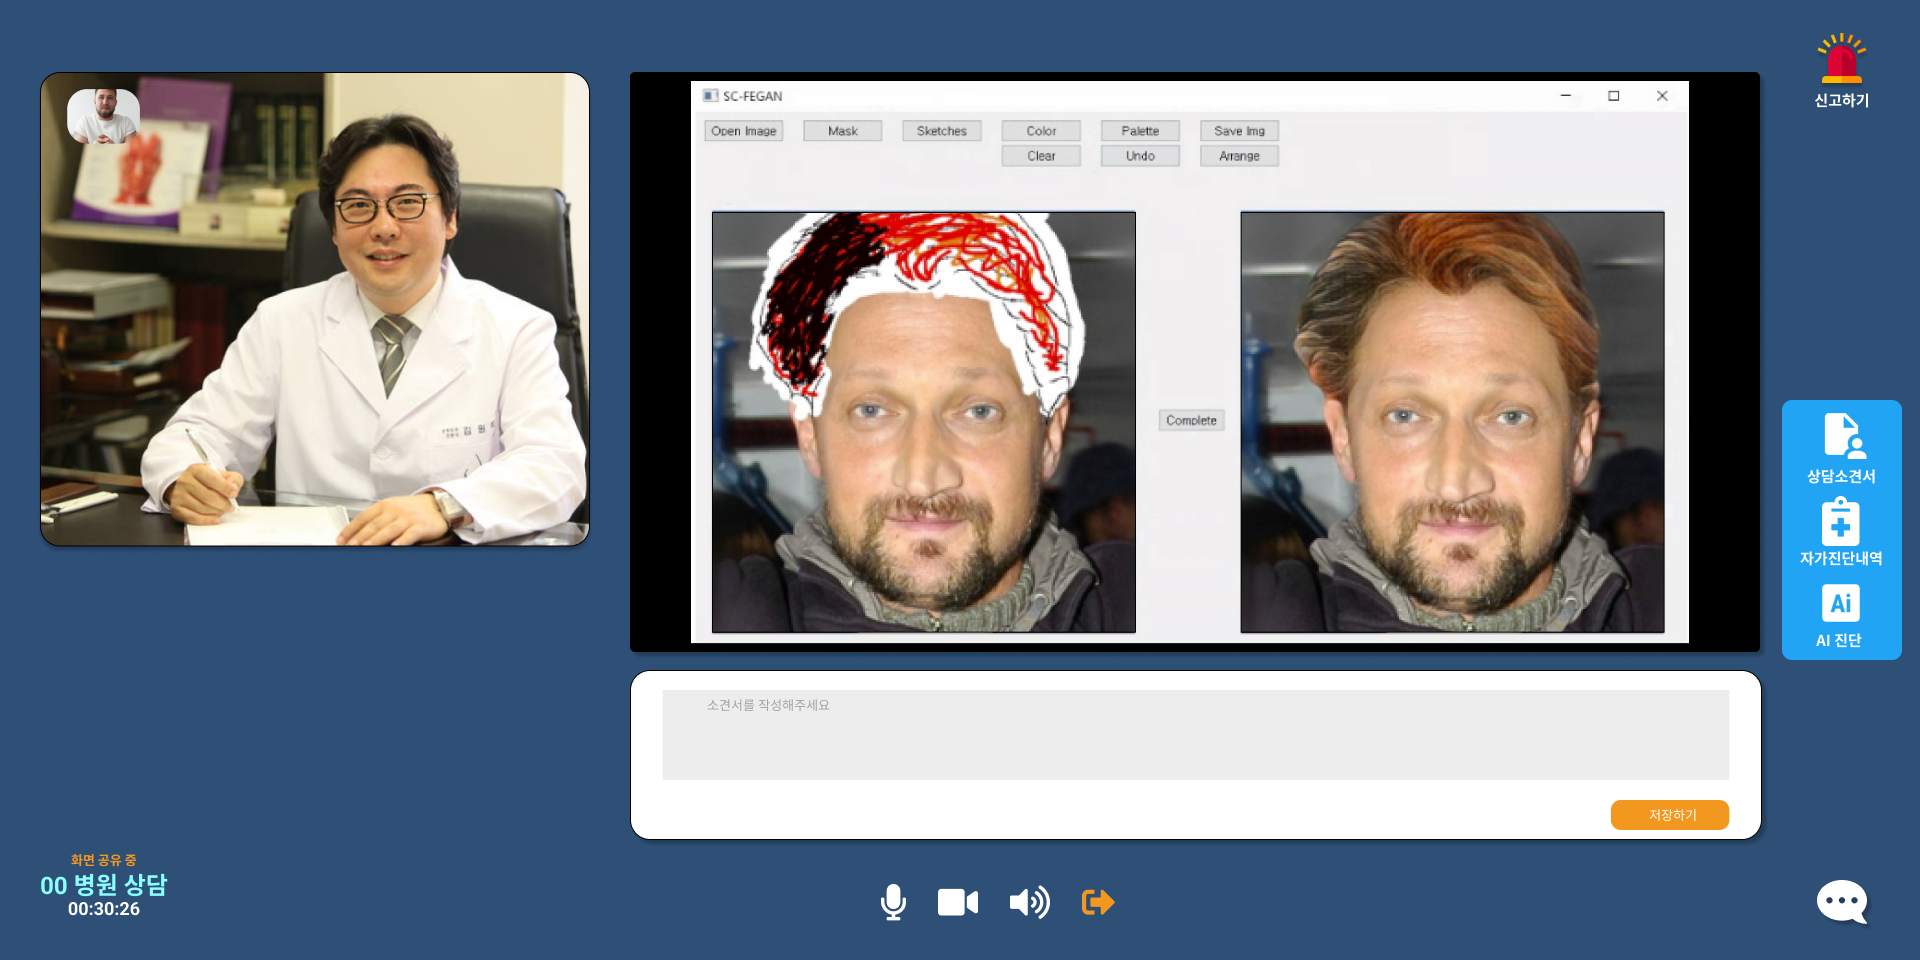 신고하기
SC-FEGAN
Open Image Mask Sketches Color Palette Save Img
Clear Undo Arrange
Complete
상담소견서
자가진단내역
Ai
AI 진단
소견서를 작성해주세요
저장하기
화면 공유 중
00 병원 상담
00:30:26